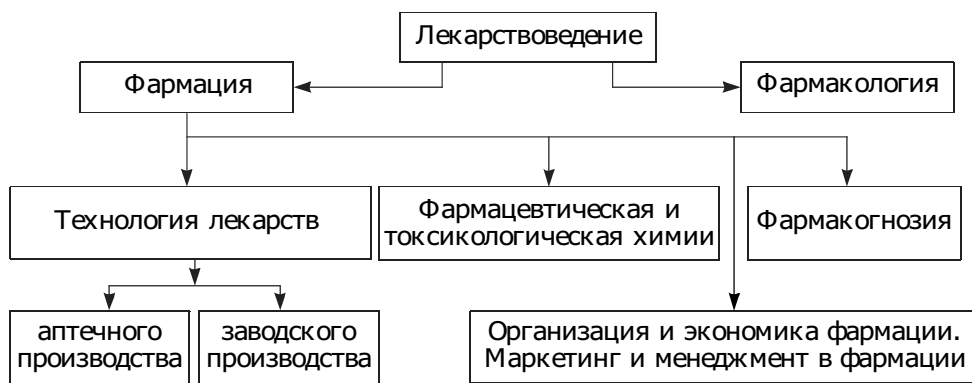 Лекарствоведение
Фармация
Фармакология
Технология лекарств
Фармацевтическая и
токсикологическая химии
Фармакогнозия
аптечного
производства
заводского
производства
Организация и экономика фармации.
Маркетинг и менеджмент в фармации